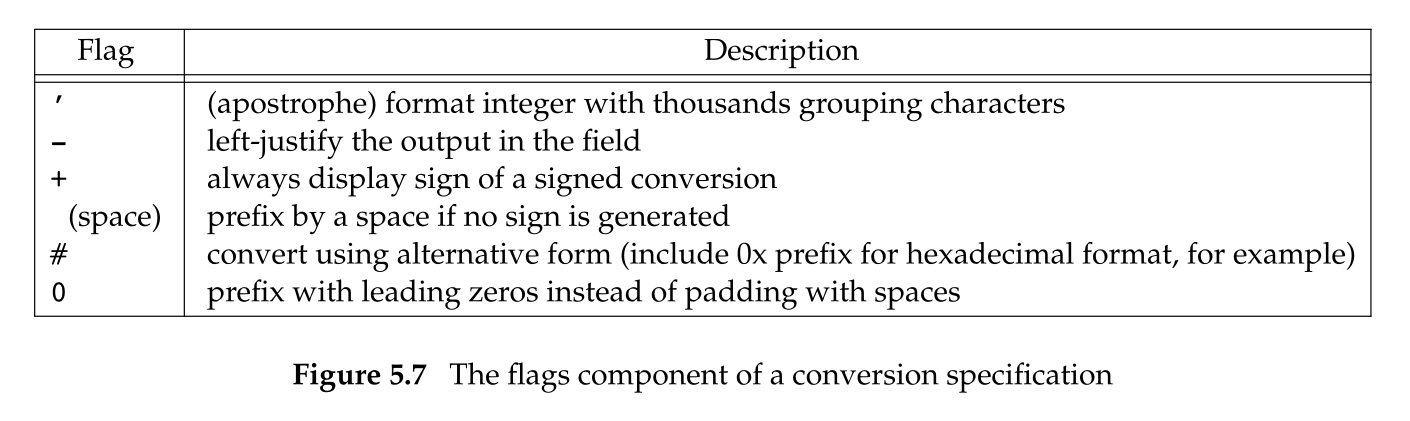 Flag Description
′ (apostrophe) format integer with thousands grouping characters
– left-justify the output in the field
+ always display sign of a signed conversion
(space) prefix by a space if no sign is generated
# convert using alternative form (include 0x prefix for hexadecimal format, for example)
0 prefix with leading zeros instead of padding with spaces
Figure 5.7 The flags component of a conversion specification